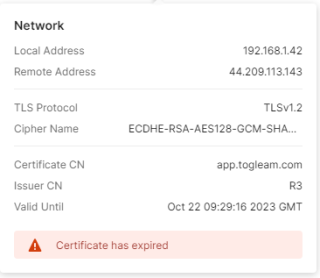 Network
Local Address 192.168.1.42
Remote Address 44.209.113.143
TLS Protocol TLSv1.2
Cipher Name ECDHE-RSA-AES128-GCM-SHA...
Certificate CN app.togleam.com
Issuer CN R3
Valid Until Oct 22 09:29:16 2023 GMT
Certificate has expired